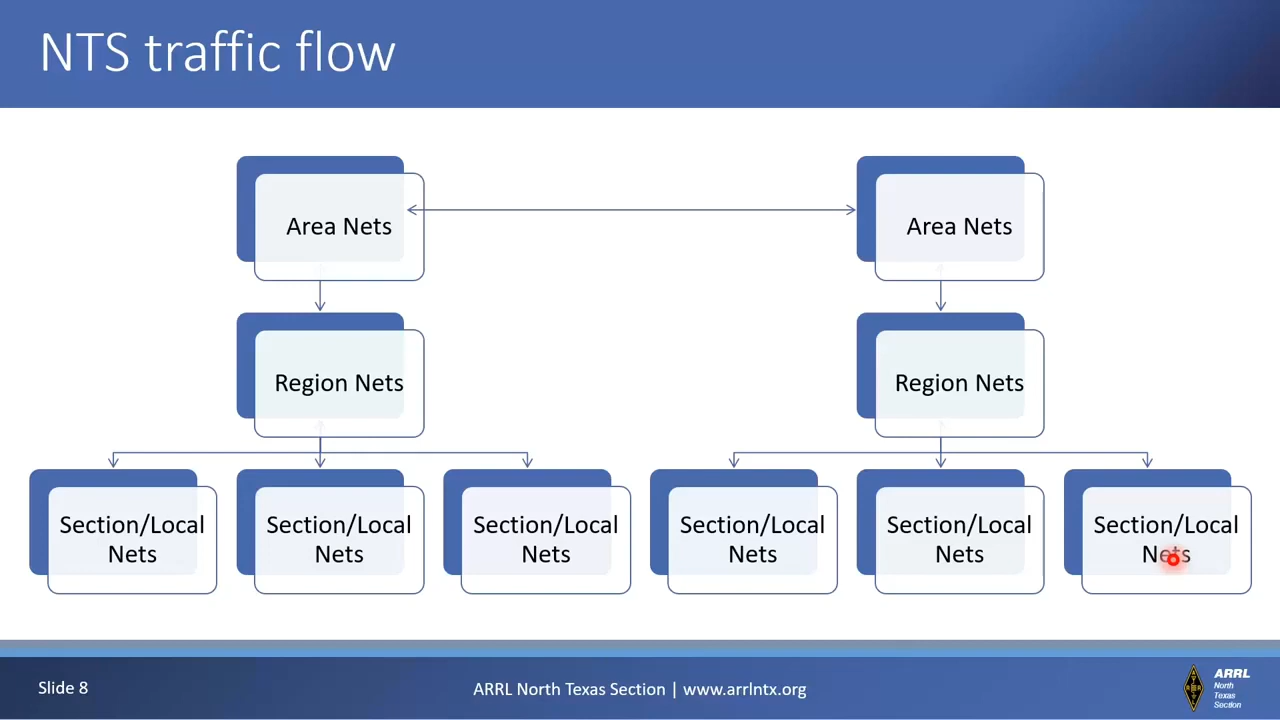 NTS traffic flow
Area Nets
Area Nets
Region Nets
Region Nets
Section/Local
Nets
Section/Local
Nets
Section/Local
Nets
Section/Local
Nets
Section/Local
Nets
Section/Local
Nets
Slide 8
ARRL North Texas Section | www.arrlntx.org
ARRL
North
Texas
Section